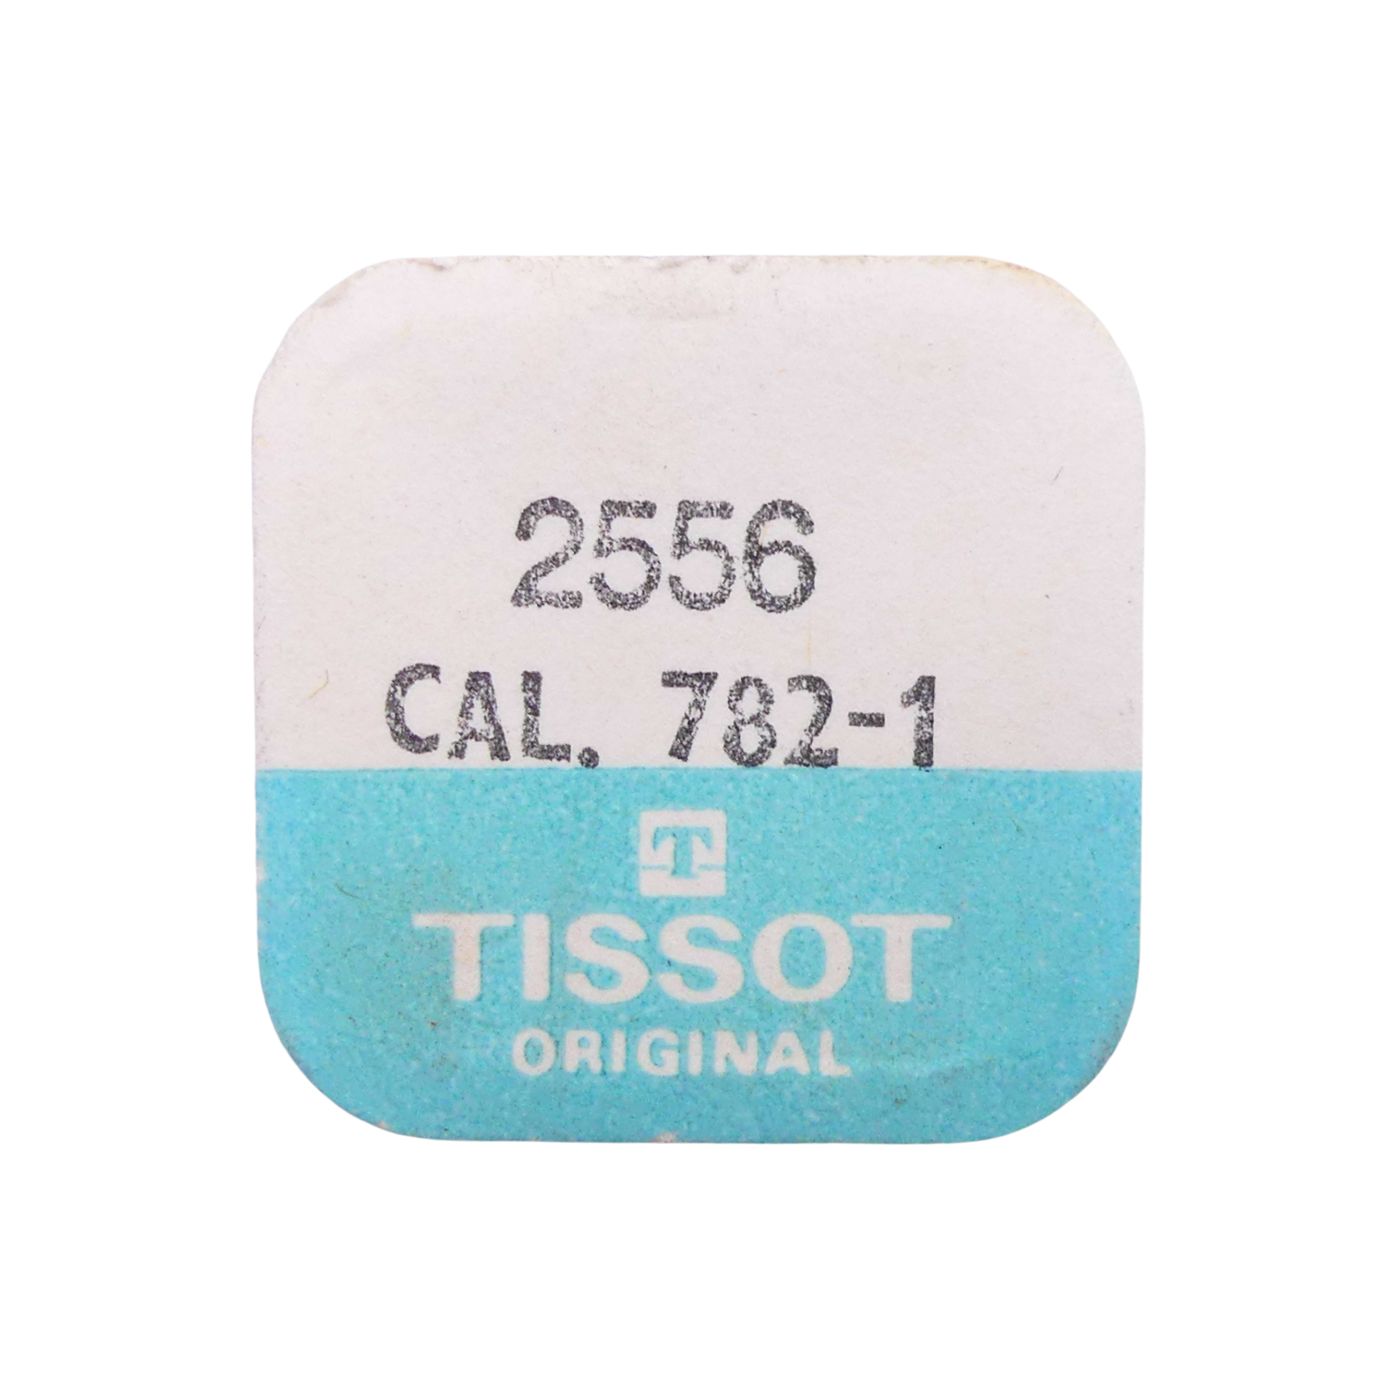 2556
CAL. 782-1
T
TISSOT
ORIGINAL